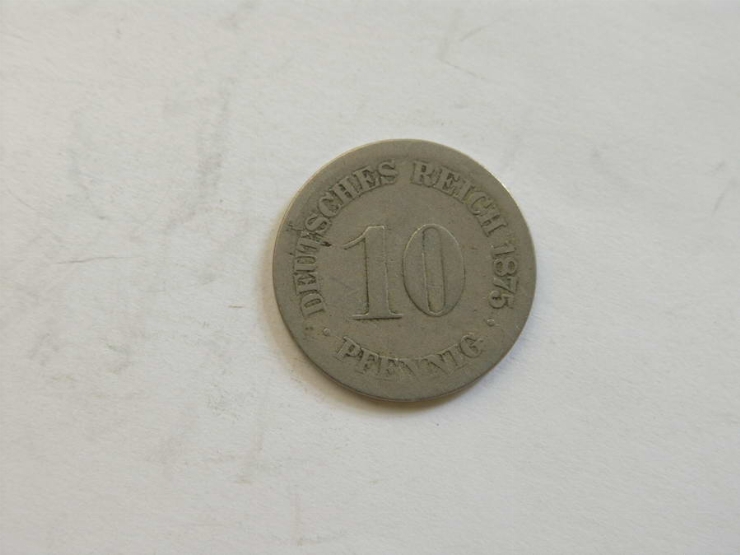 DEUTSCHES REICH 1875
10
· PFENNIG ·